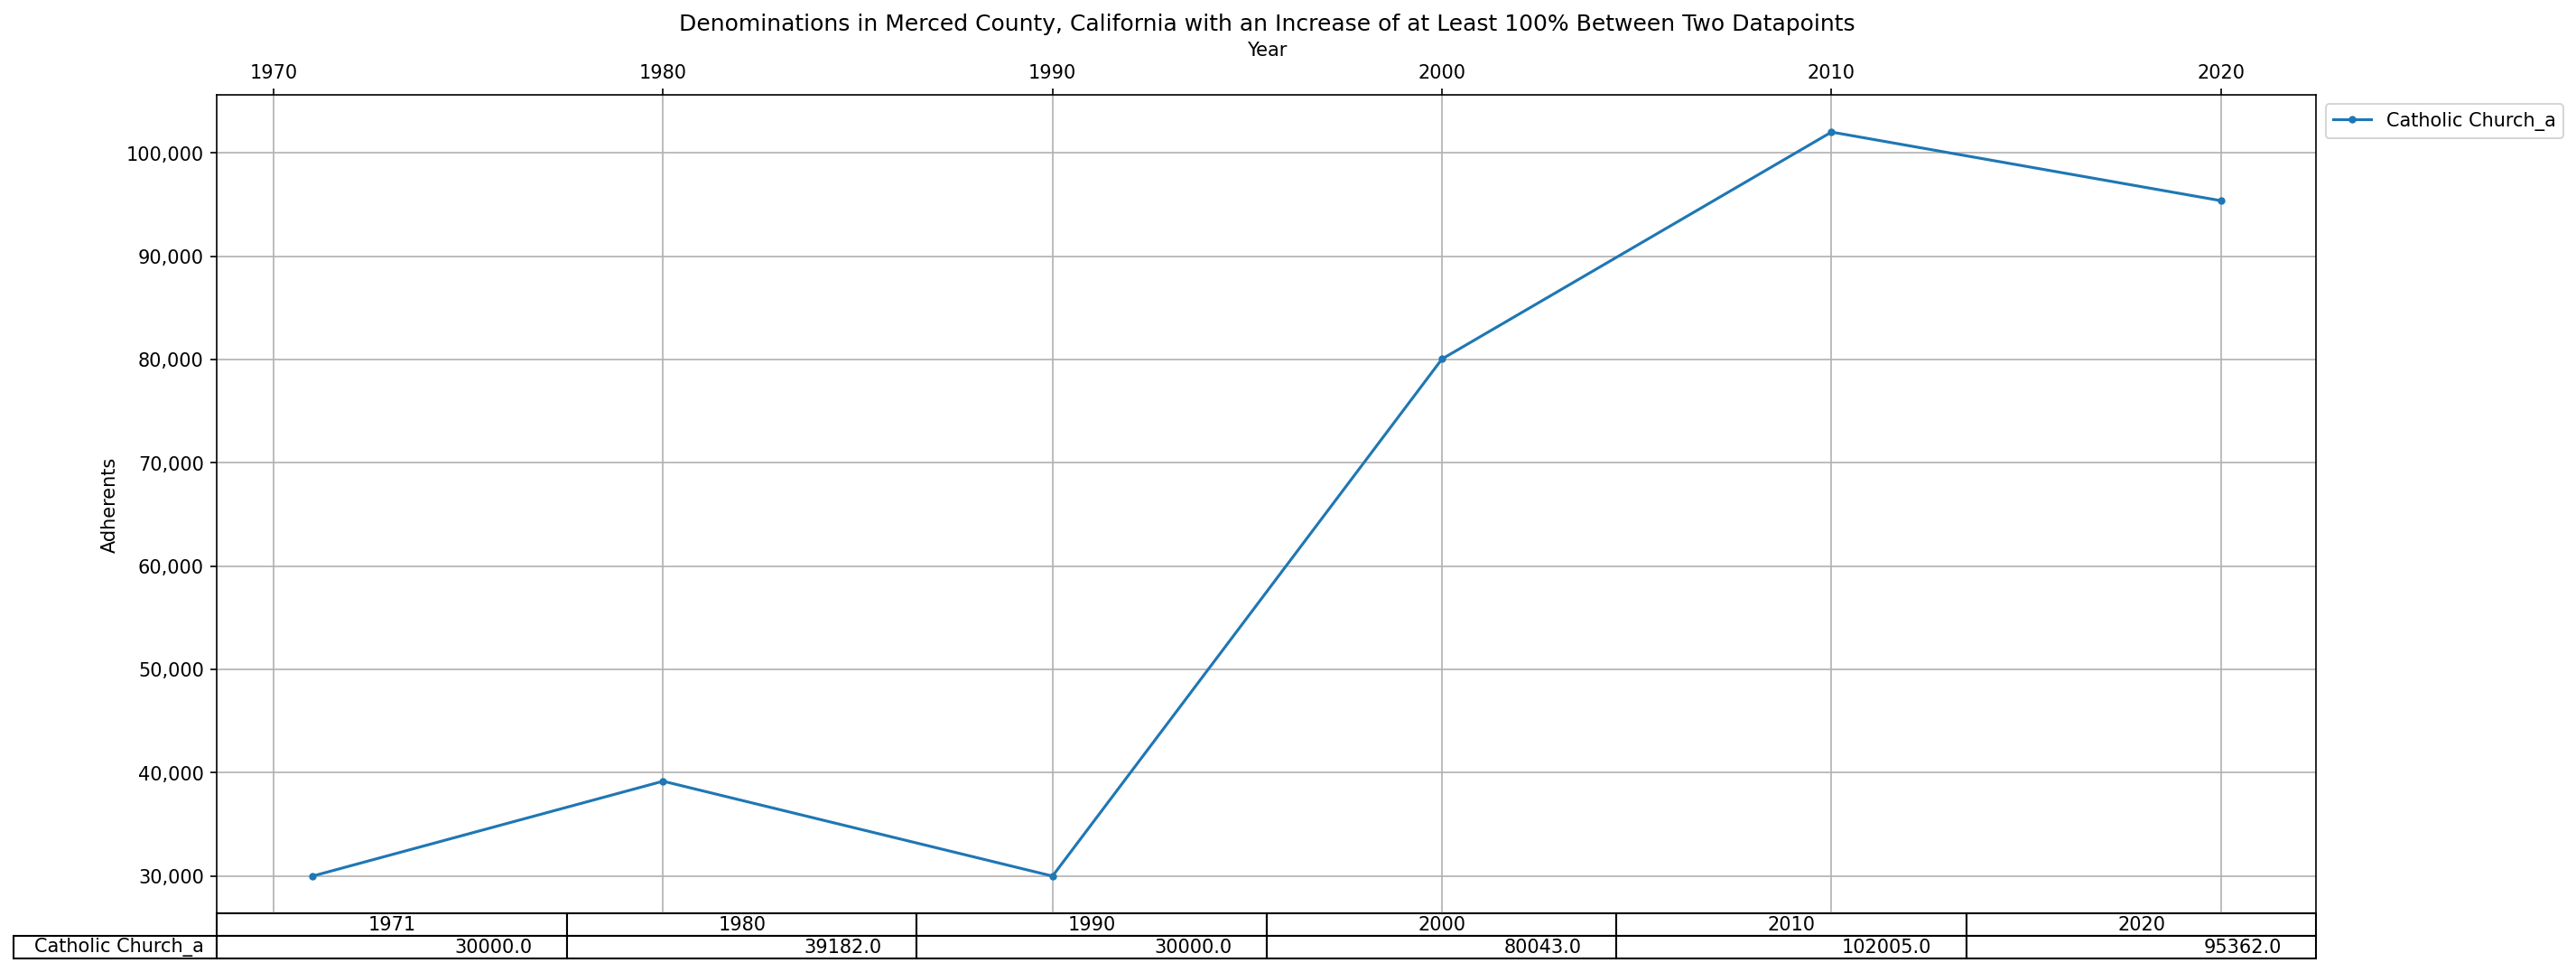 Denominations in Merced County, California with an Increase of at Least 100% Between Two Datapoints
Year
1970 1980 1990 2000 2010 2020
Catholic Church_a
100,000
90,000
80,000
70,000
60,000
50,000
40,000
30,000
Adherents
1971 1980 1990 2000 2010 2020
Catholic Church_a 30000.0 39182.0 30000.0 80043.0 102005.0 95362.0